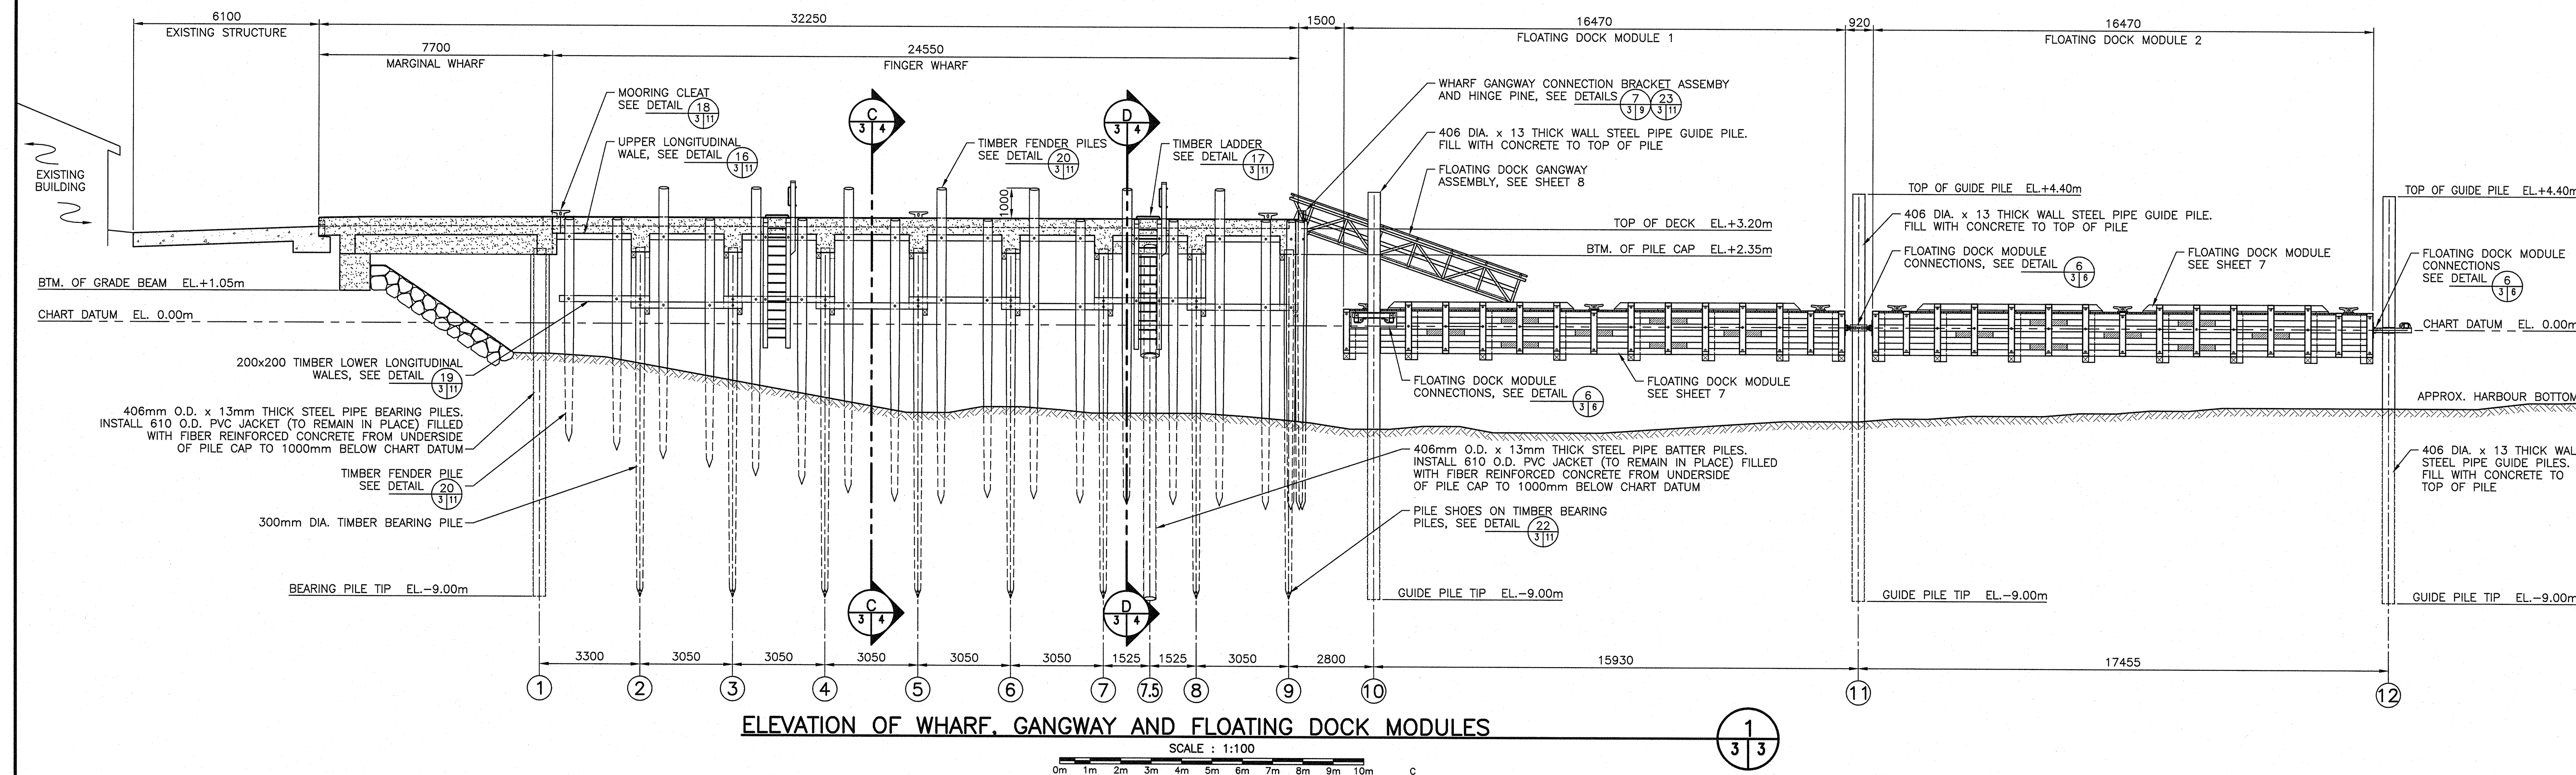 6100
EXISTING STRUCTURE
32250
7700
MARGINAL WHARF
24550
FINGER WHARF
1500
16470
FLOATING DOCK MODULE 1
920
16470
FLOATING DOCK MODULE 2
EXISTING
BUILDING
MOORING CLEAT
SEE DETAIL 18
3 11
UPPER LONGITUDINAL
WALE, SEE DETAIL 16
3 11
C
3 4
TIMBER FENDER PILES
SEE DETAIL 20
3 11
1000
D
3 4
TIMBER LADDER
SEE DETAIL 17
3 11
WHARF GANGWAY CONNECTION BRACKET ASSEMBY
AND HINGE PINE, SEE DETAILS 7 23
3 9 3 11
406 DIA. x 13 THICK WALL STEEL PIPE GUIDE PILE.
FILL WITH CONCRETE TO TOP OF PILE
FLOATING DOCK GANGWAY
ASSEMBLY, SEE SHEET 8
TOP OF DECK EL.+3.20m
BTM. OF PILE CAP EL.+2.35m
TOP OF GUIDE PILE EL.+4.40m
406 DIA. x 13 THICK WALL STEEL PIPE GUIDE PILE.
FILL WITH CONCRETE TO TOP OF PILE
FLOATING DOCK MODULE
CONNECTIONS, SEE DETAIL 6
3 6
FLOATING DOCK MODULE
SEE SHEET 7
TOP OF GUIDE PILE EL.+4.40m
FLOATING DOCK MODULE
CONNECTIONS
SEE DETAIL 6
3 6
BTM. OF GRADE BEAM EL.+1.05m
CHART DATUM EL. 0.00m
CHART DATUM EL. 0.00m
200x200 TIMBER LOWER LONGITUDINAL
WALES, SEE DETAIL 19
3 11
406mm O.D. x 13mm THICK STEEL PIPE BEARING PILES.
INSTALL 610 O.D. PVC JACKET (TO REMAIN IN PLACE) FILLED
WITH FIBER REINFORCED CONCRETE FROM UNDERSIDE
OF PILE CAP TO 1000mm BELOW CHART DATUM
TIMBER FENDER PILE
SEE DETAIL 20
3 11
300mm DIA. TIMBER BEARING PILE
BEARING PILE TIP EL.-9.00m
C
3 4
D
3 4
FLOATING DOCK MODULE
CONNECTIONS, SEE DETAIL 6
3 6
FLOATING DOCK MODULE
SEE SHEET 7
APPROX. HARBOUR BOTTOM
406mm O.D. x 13mm THICK STEEL PIPE BATTER PILES.
INSTALL 610 O.D. PVC JACKET (TO REMAIN IN PLACE) FILLED
WITH FIBER REINFORCED CONCRETE FROM UNDERSIDE
OF PILE CAP TO 1000mm BELOW CHART DATUM
PILE SHOES ON TIMBER BEARING
PILES, SEE DETAIL 22
3 11
406 DIA. x 13 THICK WAL
STEEL PIPE GUIDE PILES.
FILL WITH CONCRETE TO
TOP OF PILE
GUIDE PILE TIP EL.-9.00m
GUIDE PILE TIP EL.-9.00m
GUIDE PILE TIP EL.-9.00m
3300 3050 3050 3050 3050 3050 1525 1525 3050 2800 15930 17455
1 2 3 4 5 6 7 7.5 8 9 10 11 12
ELEVATION OF WHARF, GANGWAY AND FLOATING DOCK MODULES
1
3 3
SCALE : 1:100
0m 1m 2m 3m 4m 5m 6m 7m 8m 9m 10m C